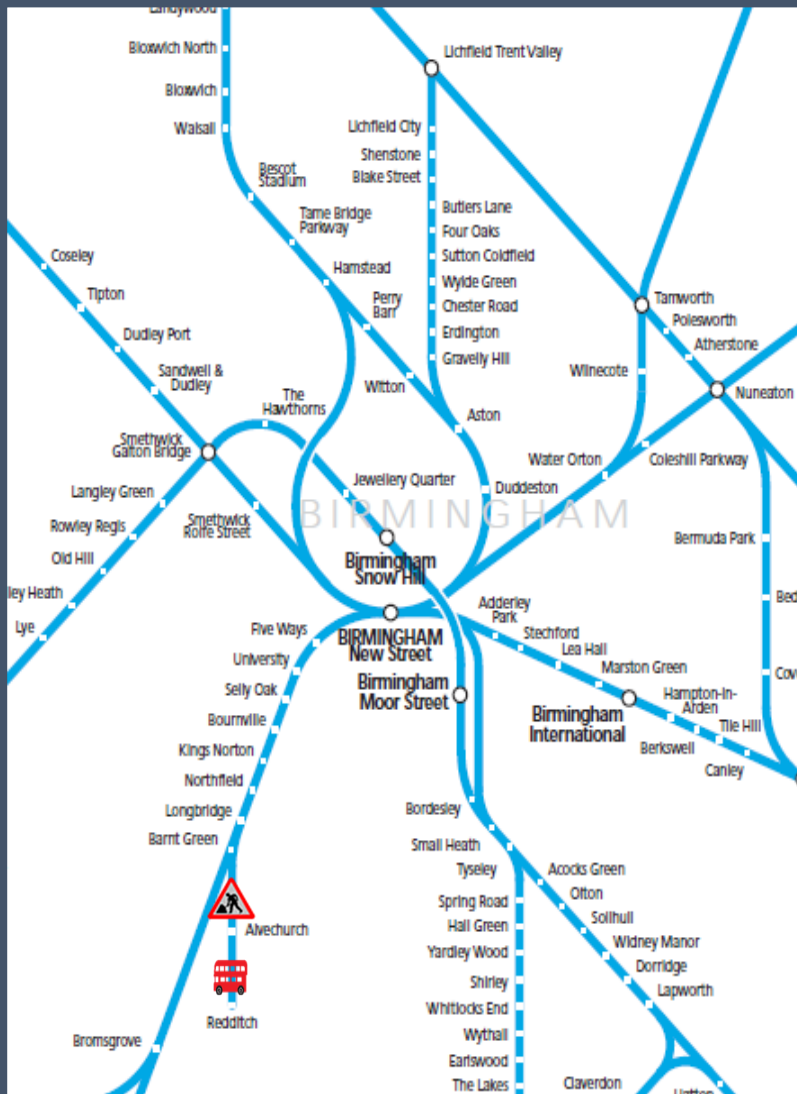 Landywood
Bloxwich North
Bloxwich
Walsall
Lichfield Trent Valley
Lichfield City
Shenstone
Blake Street
Bescot
Stadium
Tame Bridge
Parkway
Butlers Lane
Four Oaks
Sutton Coldfield
Wylde Green
Chester Road
Erdington
Gravelly Hill
Coseley
Tipton
Dudley Port
Sandwell &
Dudley
Hamstead
Perry
Barr
Witton
Aston
Duddeston
Tamworth
Polesworth
Atherstone
Wilnecote
Nuneaton
Water Orton
Coleshill Parkway
The
Hawthorns
Smethwick
Galton Bridge
Langley Green
Rowley Regis
Old Hill
ley Heath
Lye
Smethwick
Rolfe Street
Jewellery Quarter
BIRMINGHAM
Birmingham
Snow Hill
Bermuda Park
Bed
Cov
Adderley
Park
Stechford
Lea Hall
Marston Green
Hampton-In-
Arden
Tile Hill
Berkswell
Canley
Birmingham
International
Five Ways
BIRMINGHAM
New Street
Birmingham
Moor Street
University
Selly Oak
Bournville
Kings Norton
Northfield
Longbridge
Barnt Green
Alvechurch
Redditch
Bromsgrove
Bordesley
Small Heath
Tyseley
Spring Road
Hall Green
Yardley Wood
Shirley
Whitlocks End
Wythall
Earlswood
The Lakes
Acocks Green
Olton
Solihull
Widney Manor
Dorridge
Lapworth
Claverdon
Hatton